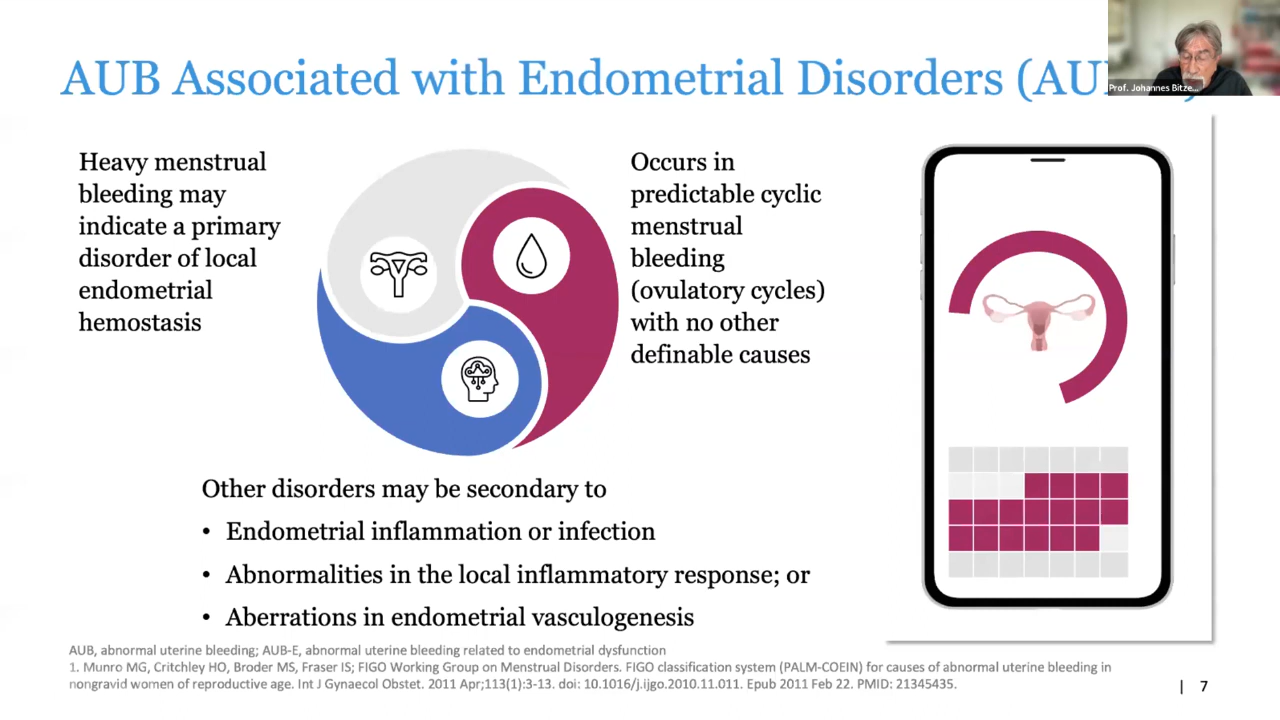 AUB Associated with Endometrial Disorders (AU
Prof. Johannes Bitze...
Heavy menstrual
bleeding may
indicate a primary
disorder of local
endometrial
hemostasis
Occurs in
predictable cyclic
menstrual
bleeding
(ovulatory cycles)
with no other
definable causes
Other disorders may be secondary to
• Endometrial inflammation or infection
• Abnormalities in the local inflammatory response; or
• Aberrations in endometrial vasculogenesis
AUB, abnormal uterine bleeding; AUB-E, abnormal uterine bleeding related to endometrial dysfunction
1. Munro MG, Critchley HO, Broder MS, Fraser IS; FIGO Working Group on Menstrual Disorders. FIGO classification system (PALM-COEIN) for causes of abnormal uterine bleeding in
nongravid women of reproductive age. Int J Gynaecol Obstet. 2011 Apr;113(1):3-13. doi: 10.1016/j.ijgo.2010.11.011. Epub 2011 Feb 22. PMID: 21345435.
| 7